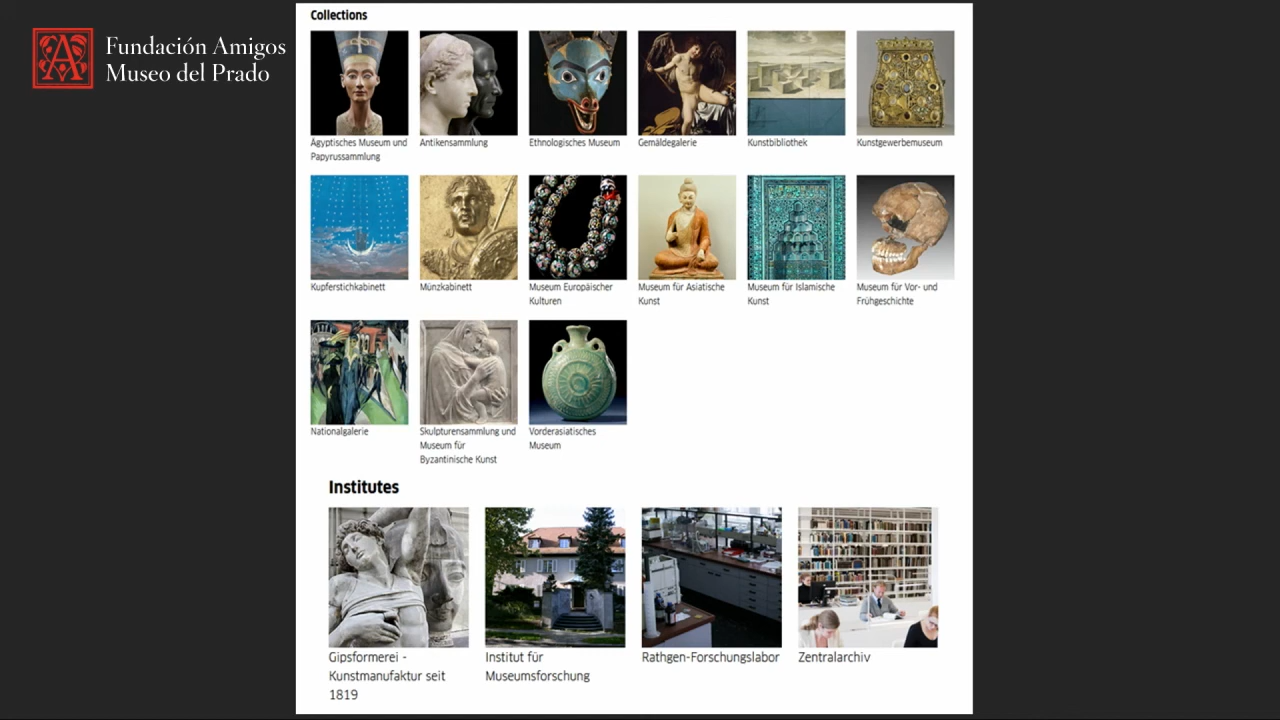 Fundación Amigos
Museo del Prado
Collections
Ägyptisches Museum und
Papyrussammlung
Antikensammlung
Ethnologisches Museum
Gemäldegalerie
Kunstbibliothek
Kunstgewerbemuseum
Kupferstichkabinett
Münzkabinett
Museum Europäischer
Kulturen
Museum für Asiatische
Kunst
Museum für Islamische
Kunst
Museum für Vor- und
Frühgeschichte
Nationalgalerie
Skulpturensammlung und
Museum für
Byzantinische Kunst
Vorderasiatisches
Museum
Institutes
Gipsformerei -
Kunstmanufaktur seit
1819
Institut für
Museumsforschung
Rathgen-Forschungslabor
Zentralarchiv